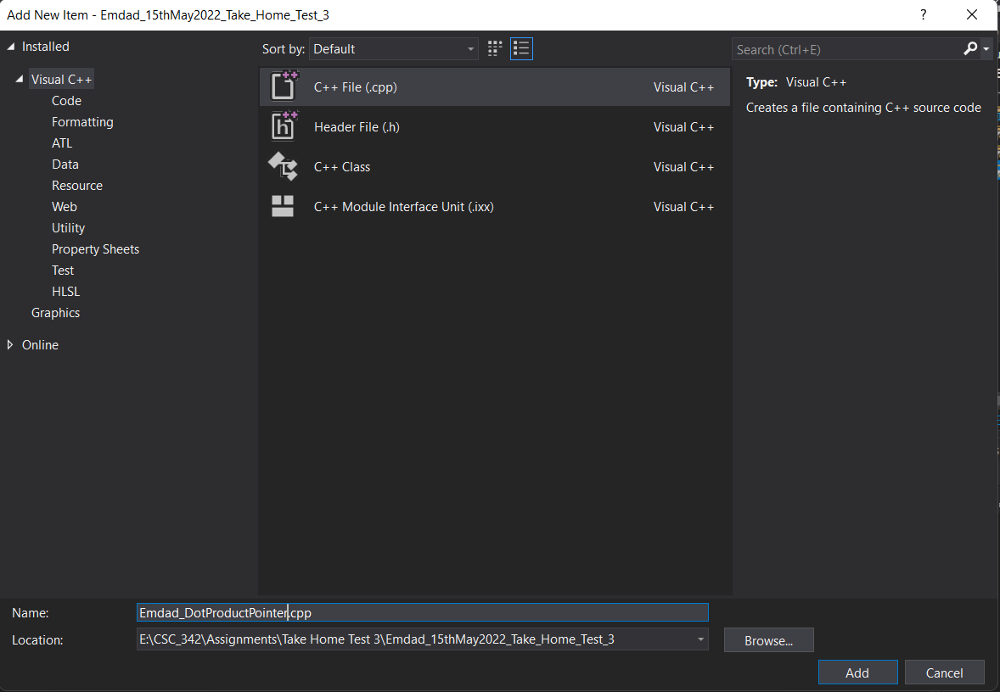 Add New Item - Emdad_15thMay2022_Take_Home_Test_3
?
Installed
Visual C++
Code
Formatting
ATL
Data
Resource
Web
Utility
Property Sheets
Test
HLSL
Graphics
Online
Sort by: Default
C++ File (.cpp) Visual C++
Header File (.h) Visual C++
C++ Class Visual C++
C++ Module Interface Unit (.ixx) Visual C++
Search (Ctrl+E)
Type: Visual C++
Creates a file containing C++ source code
Name: Emdad_DotProductPointer.cpp
Location: E:\CSC_342\Assignments\Take Home Test 3\Emdad_15thMay2022_Take_Home_Test_3
Browse...
Add Cancel